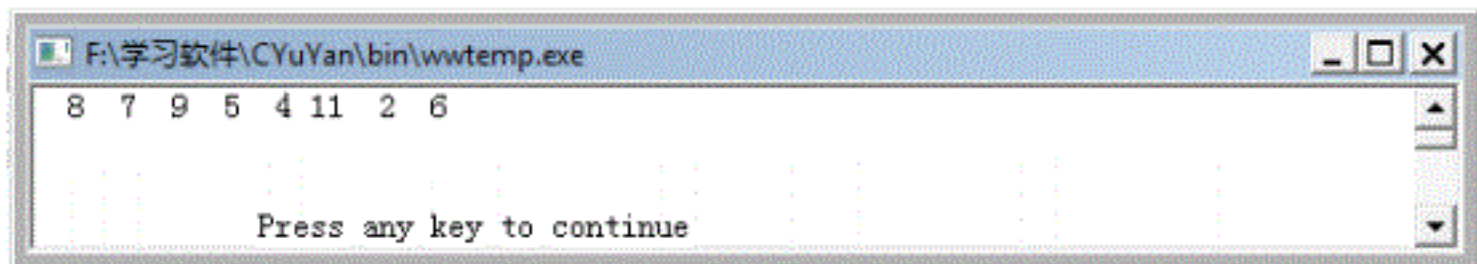 F:\学习软件\CYuYan\bin\wwtemp.exe
8 7 9 5 4 11 2 6
Press any key to continue